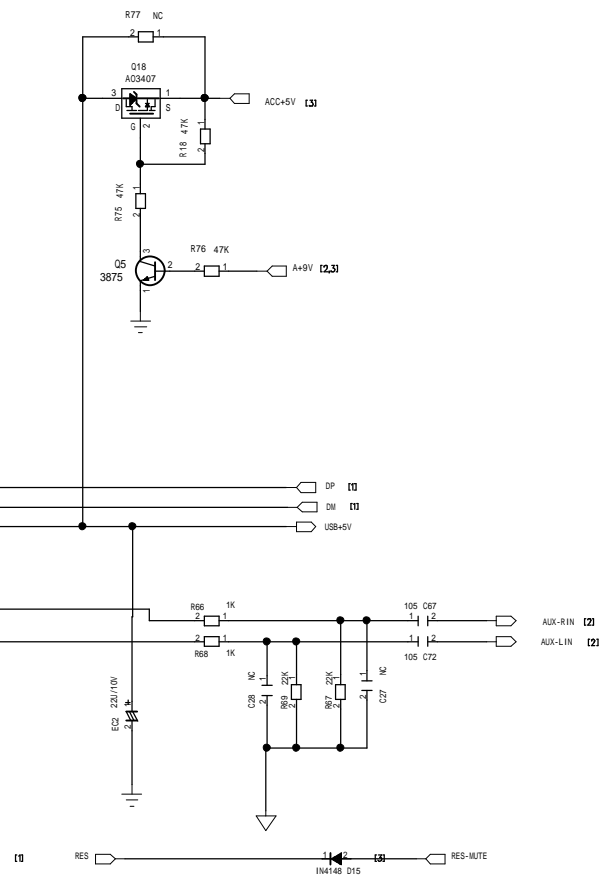 R77 NC
2 1
Q18
AO3407
3 1
D S
G 2
ACC+5V [3]
R18 47K
1
2
R75 47K
1
2
Q5
3875
3
2
1
R76 47K
2 1
A+9V [2,3]
DP [1]
DM [1]
USB+5V
R66 1K
2 1
R68 1K
2 1
105 C67
1 2
AUX-RIN [2]
105 C72
1 2
AUX-LIN [2]
C28 NC
1
2
R69 22K
1
2
R67 22K
1
2
C27 NC
1
2
EC2 22U/10V
+
2
[1] RES
1 2
[3]
RES-MUTE
IN4148 D15